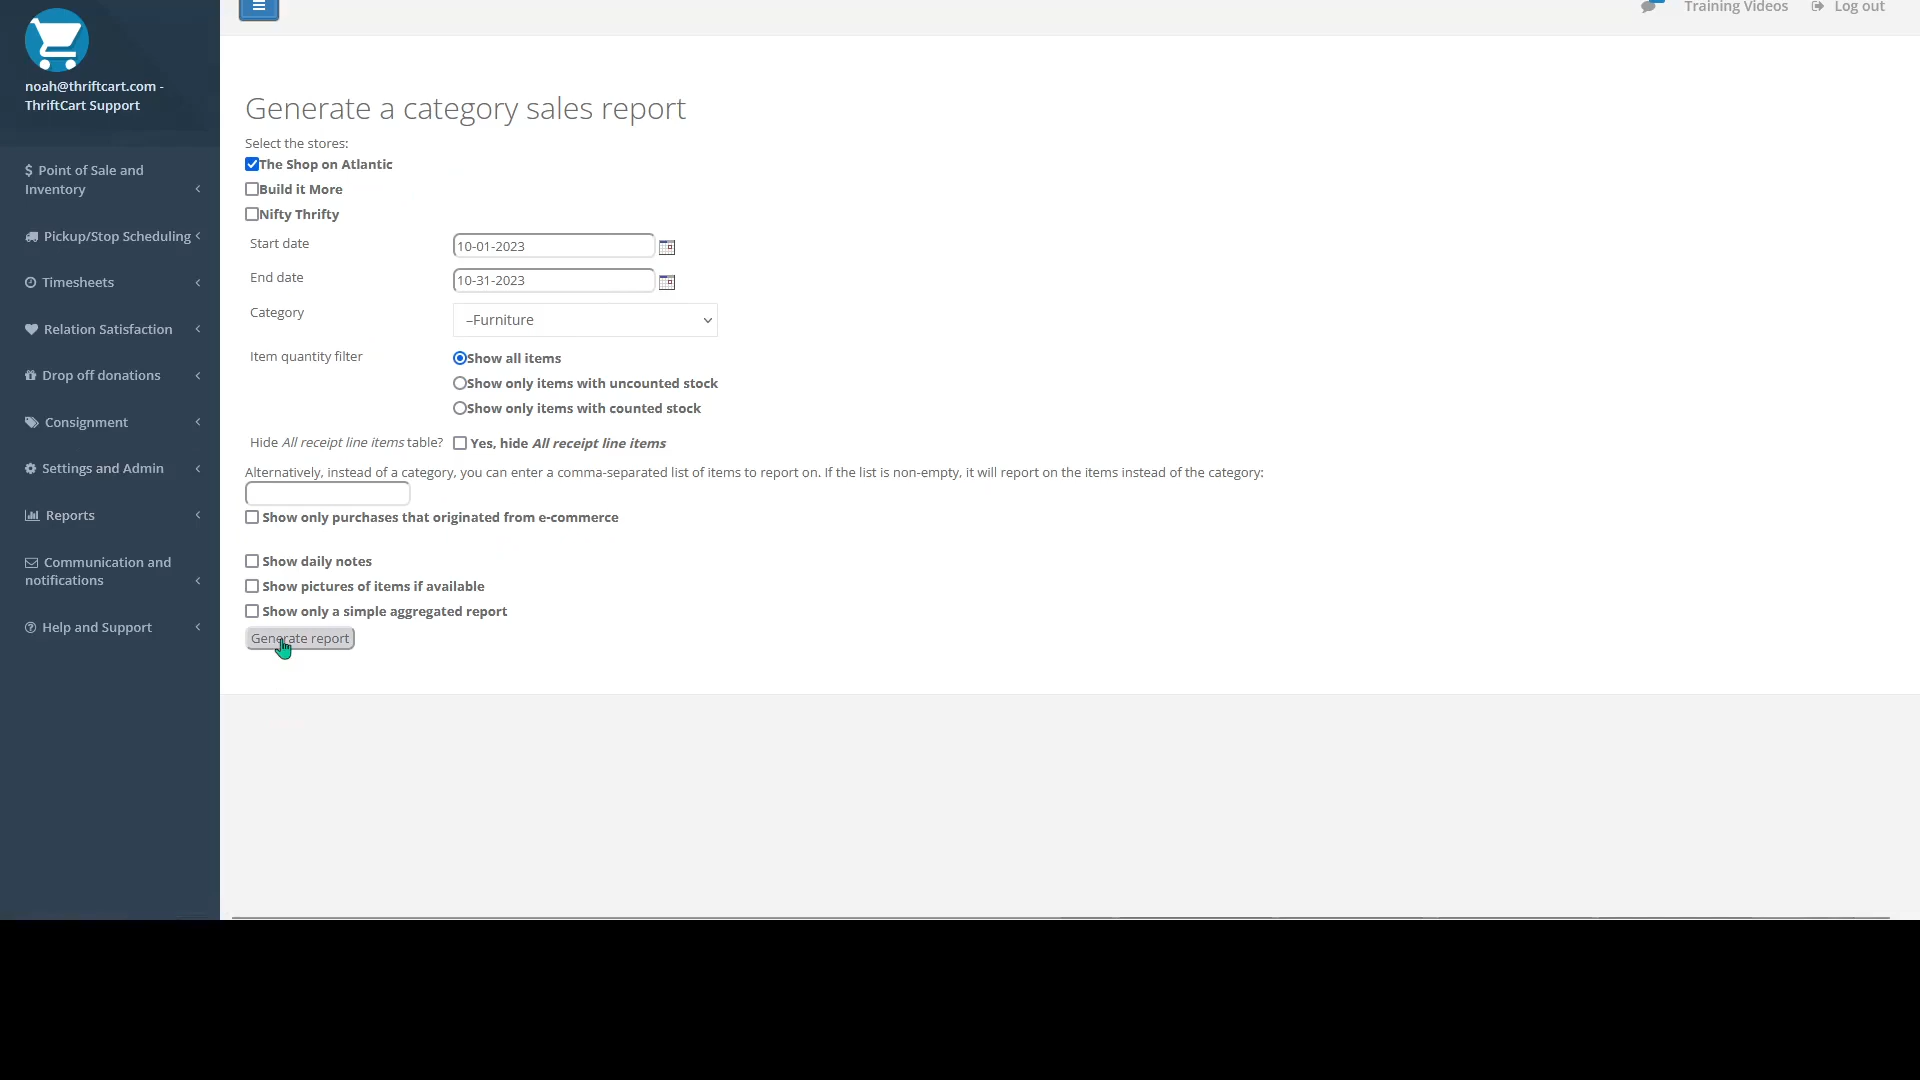 Training Videos
Log out
noah@thriftcart.com -
ThriftCart Support
Point of Sale and
Inventory
Pickup/Stop Scheduling
Timesheets
Relation Satisfaction
Drop off donations
Consignment
Settings and Admin
Reports
Communication and
notifications
Help and Support
Generate a category sales report
Select the stores:
The Shop on Atlantic
Build it More
Nifty Thrifty
Start date 10-01-2023
End date 10-31-2023
Category –Furniture
Item quantity filter Show all items
Show only items with uncounted stock
Show only items with counted stock
Hide All receipt line items table? Yes, hide All receipt line items
Alternatively, instead of a category, you can enter a comma-separated list of items to report on. If the list is non-empty, it will report on the items instead of the category:
Show only purchases that originated from e-commerce
Show daily notes
Show pictures of items if available
Show only a simple aggregated report
Generate report